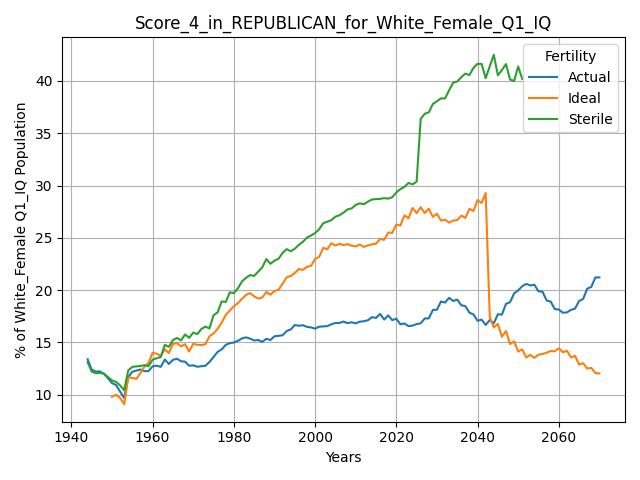 Score_4_in_REPUBLICAN_for_White_Female_Q1_IQ
% of White_Female Q1_IQ Population
40
35
30
25
20
15
10
Fertility
Actual
Ideal
Sterile
1940 1960 1980 2000 2020 2040 2060
Years